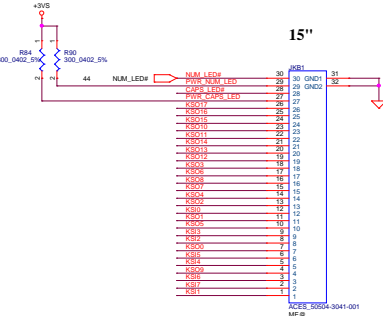 +3VS
15"
R84 R90
300_0402_5% 300_0402_5%
1 1
2 2
JKB1
44 NUM_LED# NUM_LED# 30 30 GND1 31
PWR_NUM_LED 29 29 GND2 32
CAPS_LED# 28 28
PWR_CAPS_LED 27 27
KSO17 26 26
KSO16 25 25
KSO15 24 24
KSO10 23 23
KSO11 22 22
KSO14 21 21
KSO13 20 20
KSO12 19 19
KSO3 18 18
KSO6 17 17
KSO8 16 16
KSO7 15 15
KSO4 14 14
KSO2 13 13
KSI0 12 12
KSO1 11 11
KSO5 10 10
KSI3 9 9
KSI2 8 8
KSO0 7 7
KSI5 6 6
KSI4 5 5
KSO9 4 4
KSI6 3 3
KSI7 2 2
KSI1 1 1
ACES_50504-3041-001
ME@